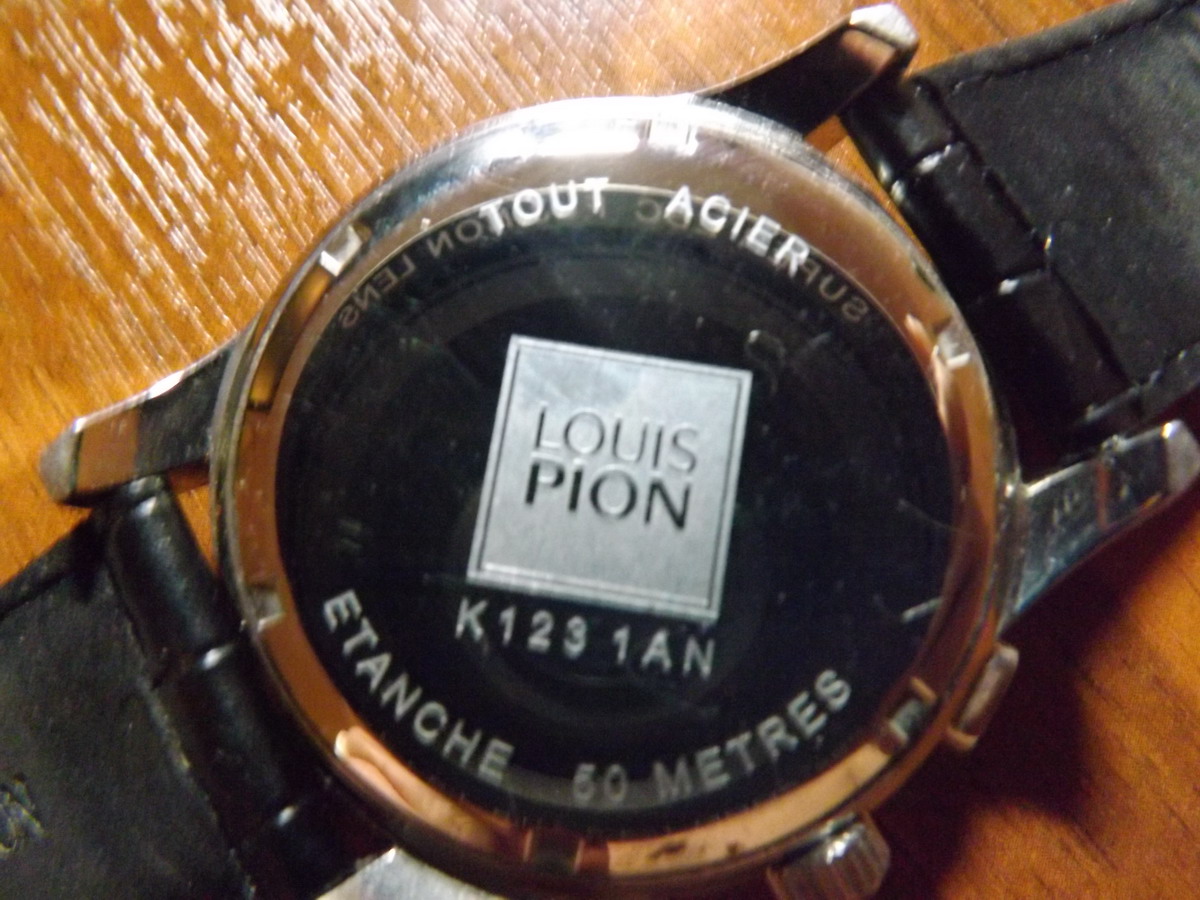 TOUT ACIER
LOUIS
PION
K123 1AN
ETANCHE 50 METRES